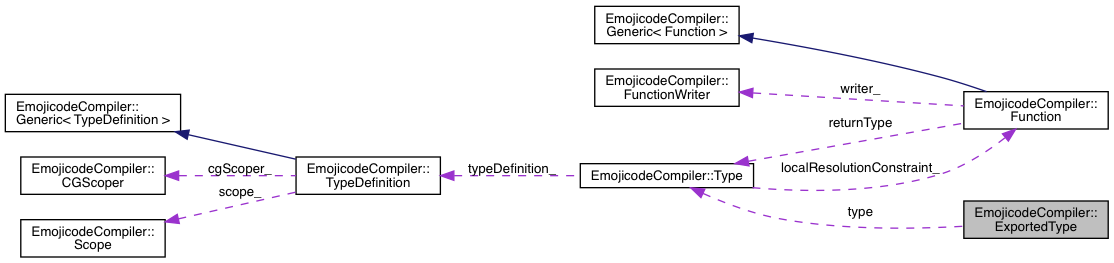 EmojicodeCompiler::
Generic< Function >
EmojicodeCompiler::
FunctionWriter
writer_
EmojicodeCompiler::
Function
EmojicodeCompiler::
Generic< TypeDefinition >
returnType
EmojicodeCompiler::
CGScoper
cgScoper_
EmojicodeCompiler::
TypeDefinition
typeDefinition_
EmojicodeCompiler::Type
localResolutionConstraint_
scope_
EmojicodeCompiler::
Scope
type
EmojicodeCompiler::
ExportedType